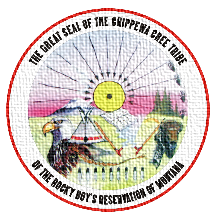 THE GREAT SEAL OF THE CHIPPEWA CREE TRIBE
OF THE ROCKY BOY'S RESERVATION OF MONTANA